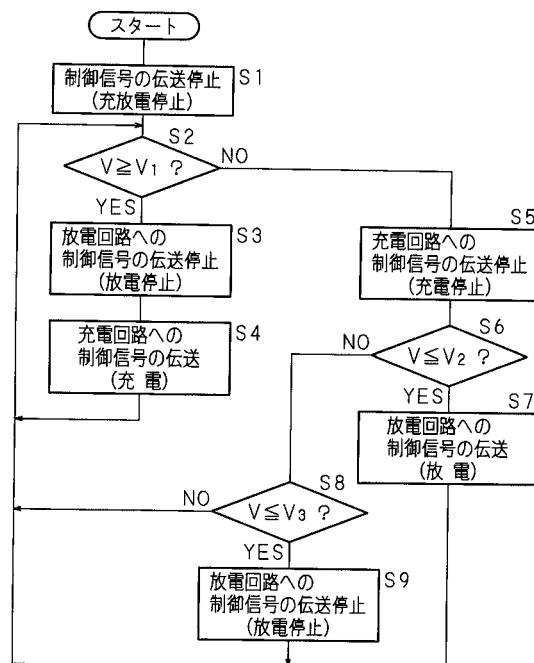 スタート
制御信号の伝送停止
(充放電停止)
S1
S2
V≧V₁ ?
NO
YES
放電回路への
制御信号の伝送停止
(放電停止)
S3
充電回路への
制御信号の伝送
(充 電)
S4
充電回路への
制御信号の伝送停止
(充電停止)
S5
S6
V≦V₂ ?
NO
YES
放電回路への
制御信号の伝送
(放 電)
S7
S8
V≦V₃ ?
NO
YES
放電回路への
制御信号の伝送停止
(放電停止)
S9